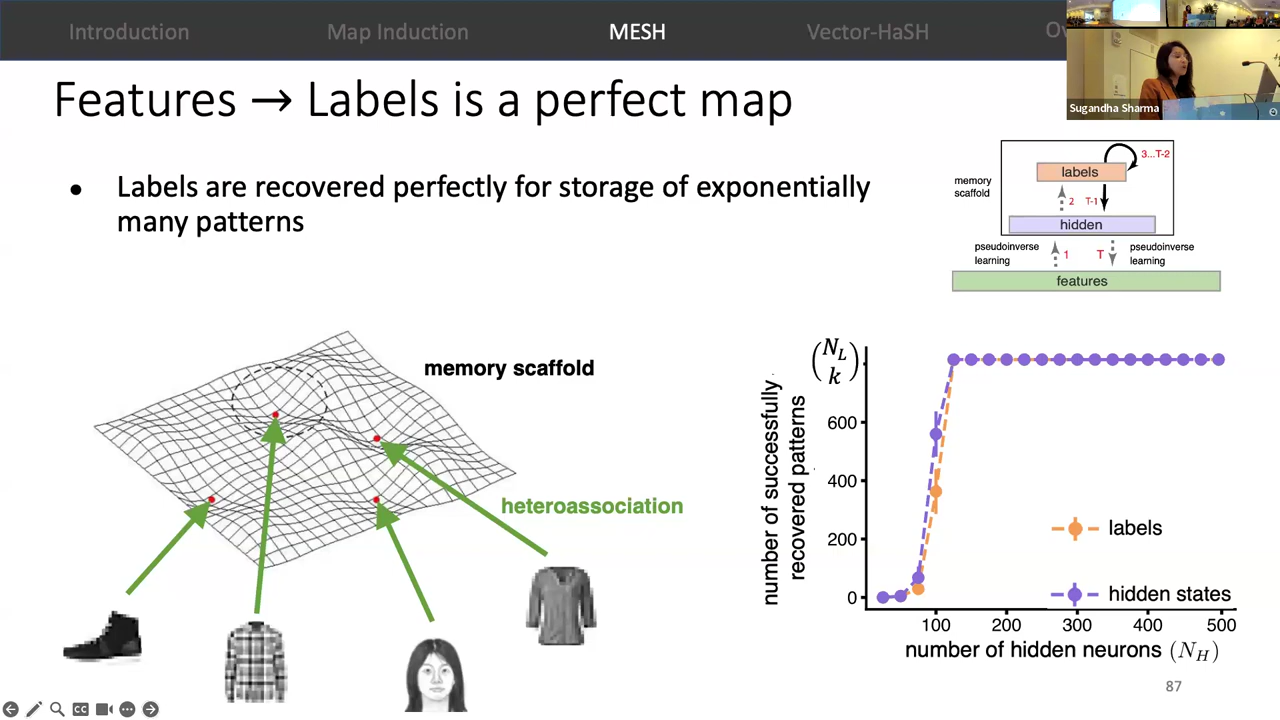 Introduction
Map Induction
MESH
Vector-HaSH
Sugandha Sharma
Features → Labels is a perfect map
• Labels are recovered perfectly for storage of exponentially
many patterns
memory
scaffold
labels
3...T-2
2
T-1
hidden
pseudoinverse
learning
1
T
pseudoinverse
learning
features
memory scaffold
heteroassociation
number of successfully
recovered patterns
(N_L
k)
600
400
200
0
labels
hidden states
100 200 300 400 500
number of hidden neurons (N_H)
87
CC